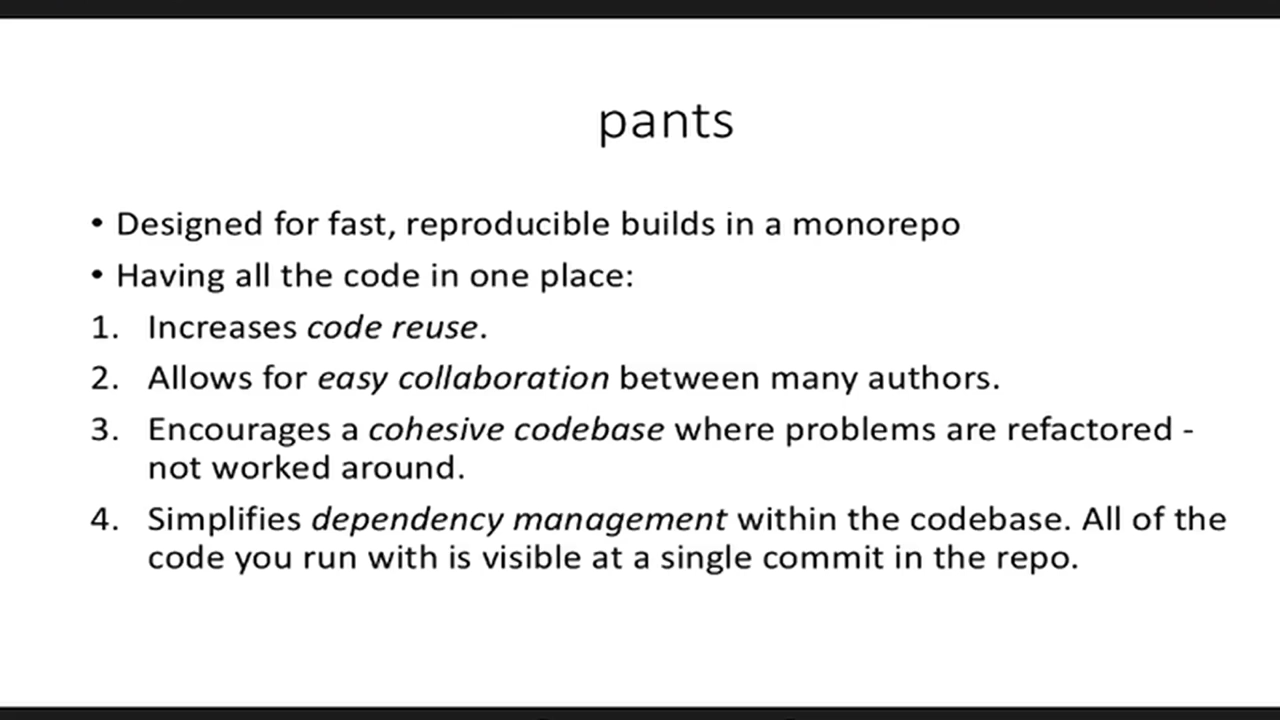 pants
• Designed for fast, reproducible builds in a monorepo
• Having all the code in one place:
1. Increases code reuse.
2. Allows for easy collaboration between many authors.
3. Encourages a cohesive codebase where problems are refactored -
not worked around.
4. Simplifies dependency management within the codebase. All of the
code you run with is visible at a single commit in the repo.